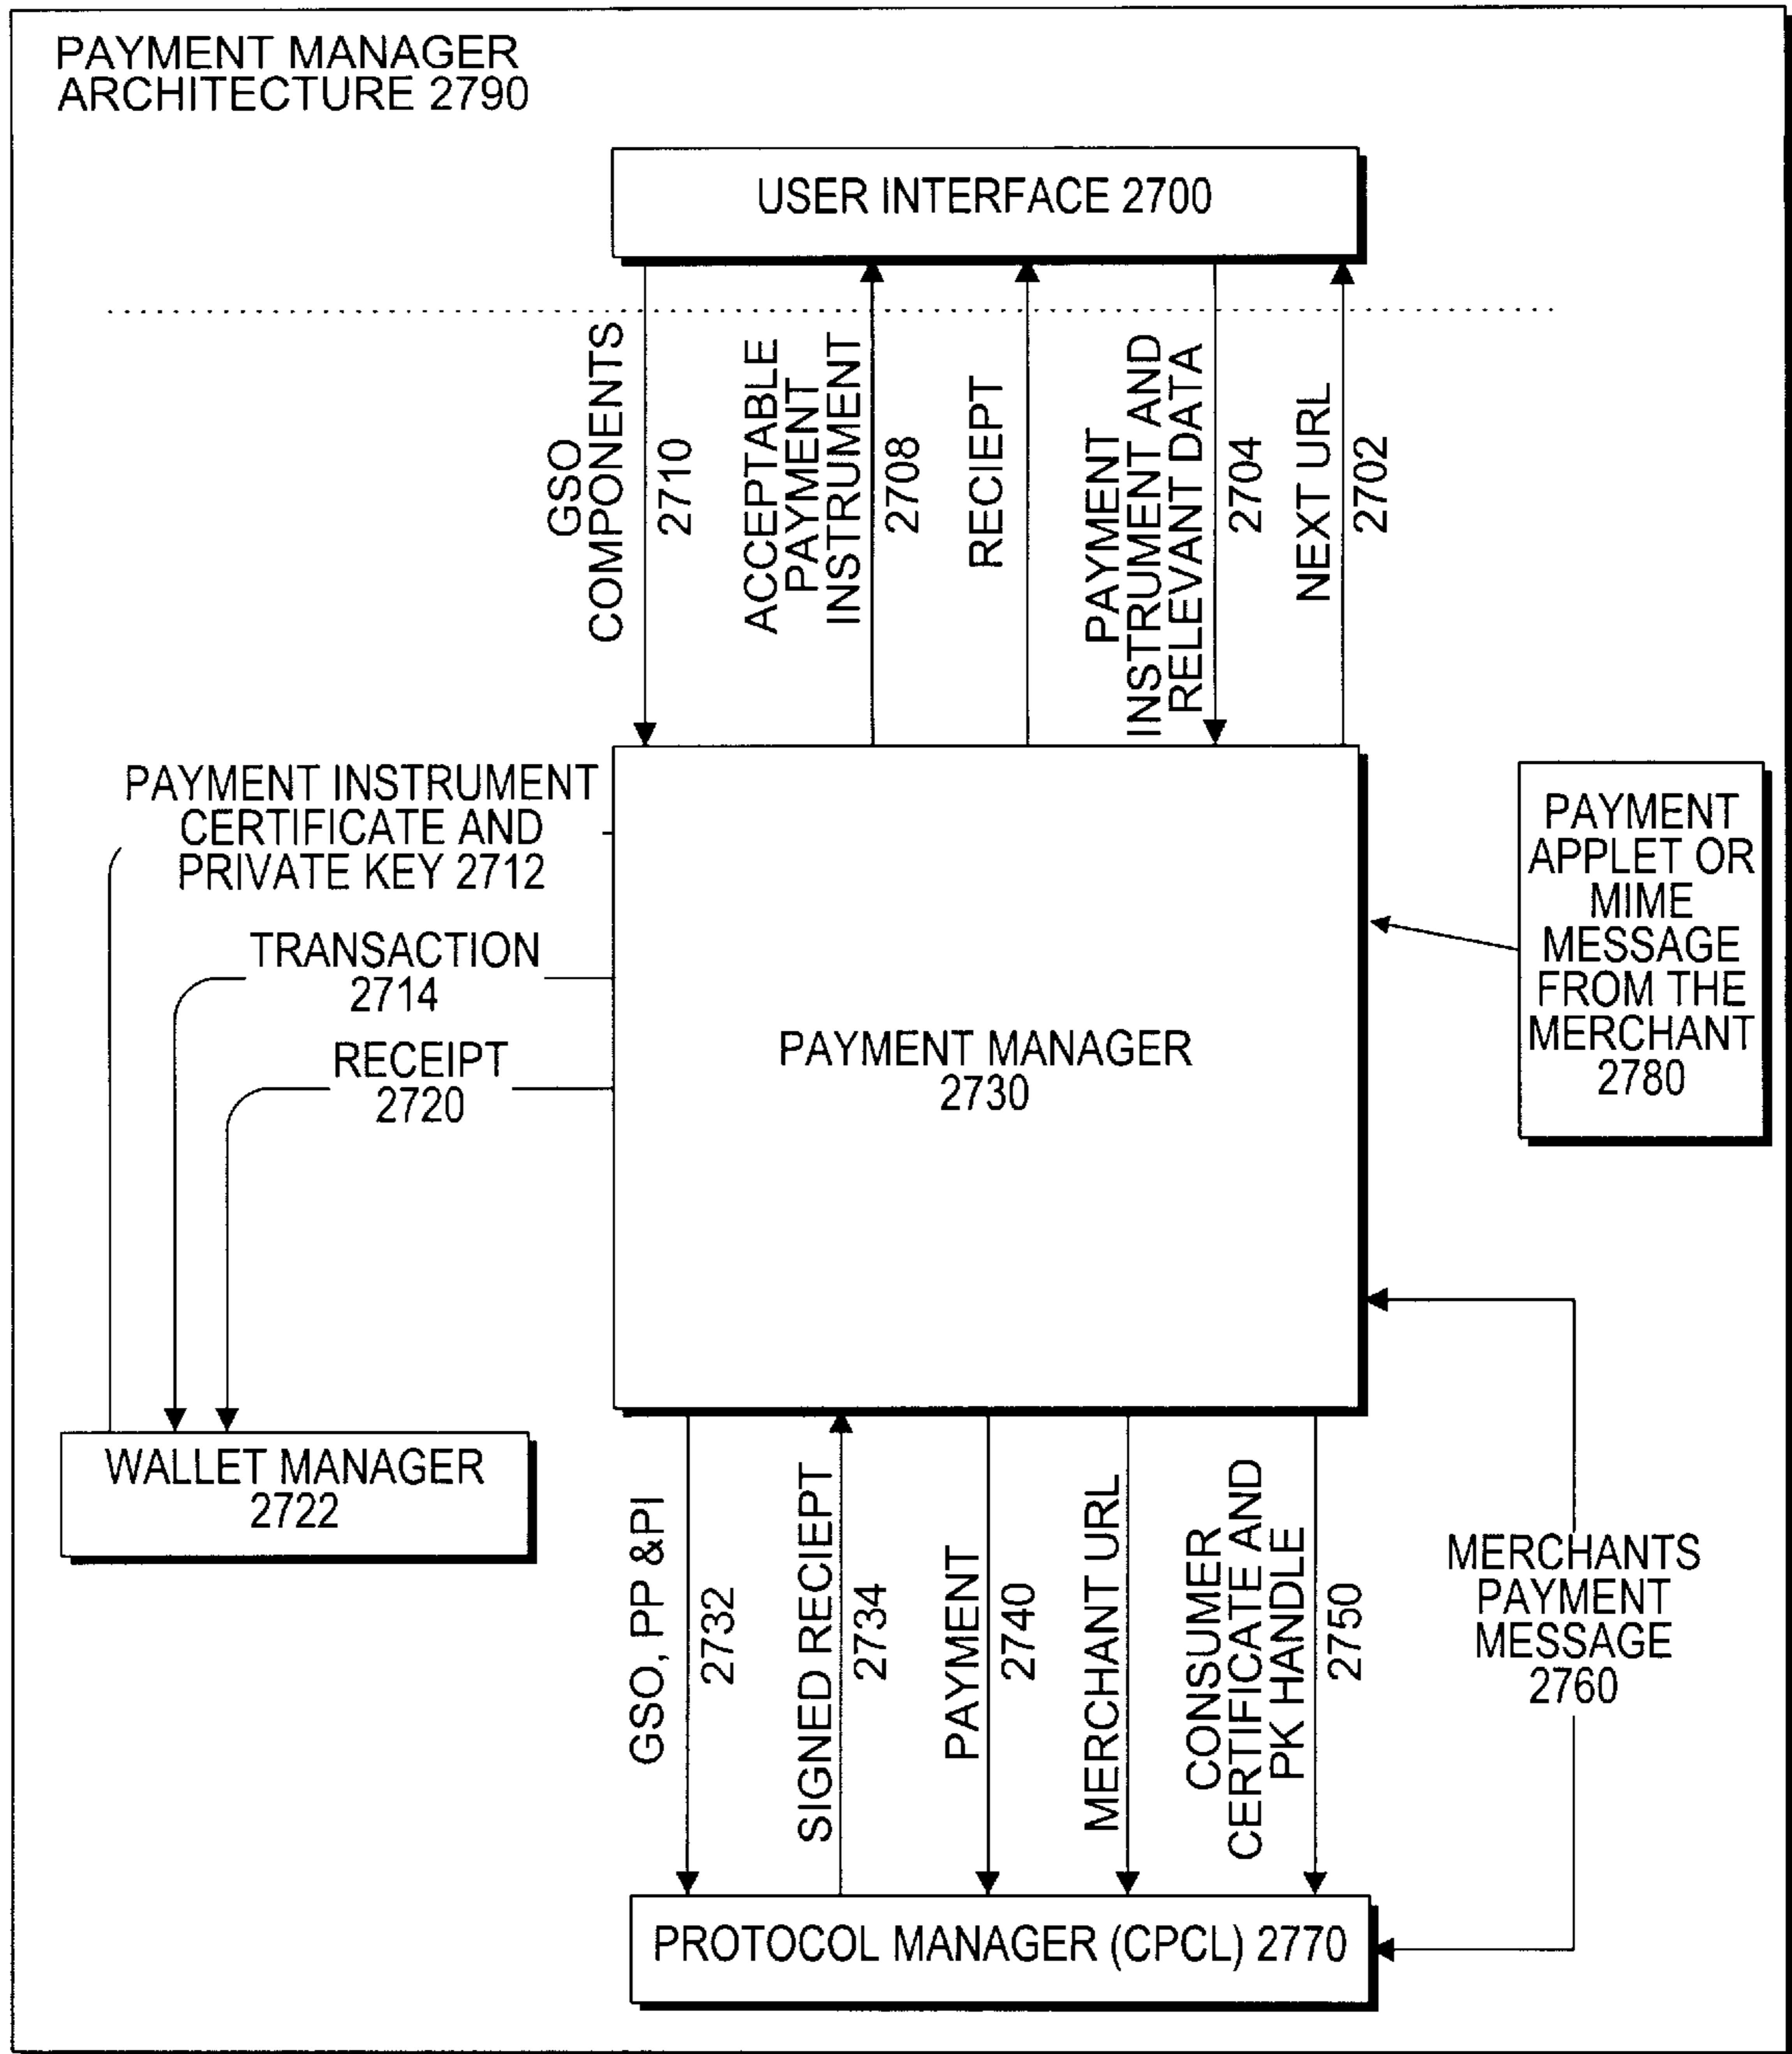 PAYMENT MANAGER
ARCHITECTURE 2790
USER INTERFACE 2700
GSO
COMPONENTS
2710
ACCEPTABLE
PAYMENT
INSTRUMENT
2708
RECIEPT
PAYMENT
INSTRUMENT AND
RELEVANT DATA
2704
NEXT URL
2702
PAYMENT INSTRUMENT
CERTIFICATE AND
PRIVATE KEY 2712
TRANSACTION
2714
RECEIPT
2720
PAYMENT MANAGER
2730
PAYMENT
APPLET OR
MIME
MESSAGE
FROM THE
MERCHANT
2780
WALLET MANAGER
2722
GSO, PP &PI
2732
SIGNED RECIEPT
2734
PAYMENT
2740
MERCHANT URL
CONSUMER
CERTIFICATE AND
PK HANDLE
2750
MERCHANTS
PAYMENT
MESSAGE
2760
PROTOCOL MANAGER (CPCL) 2770